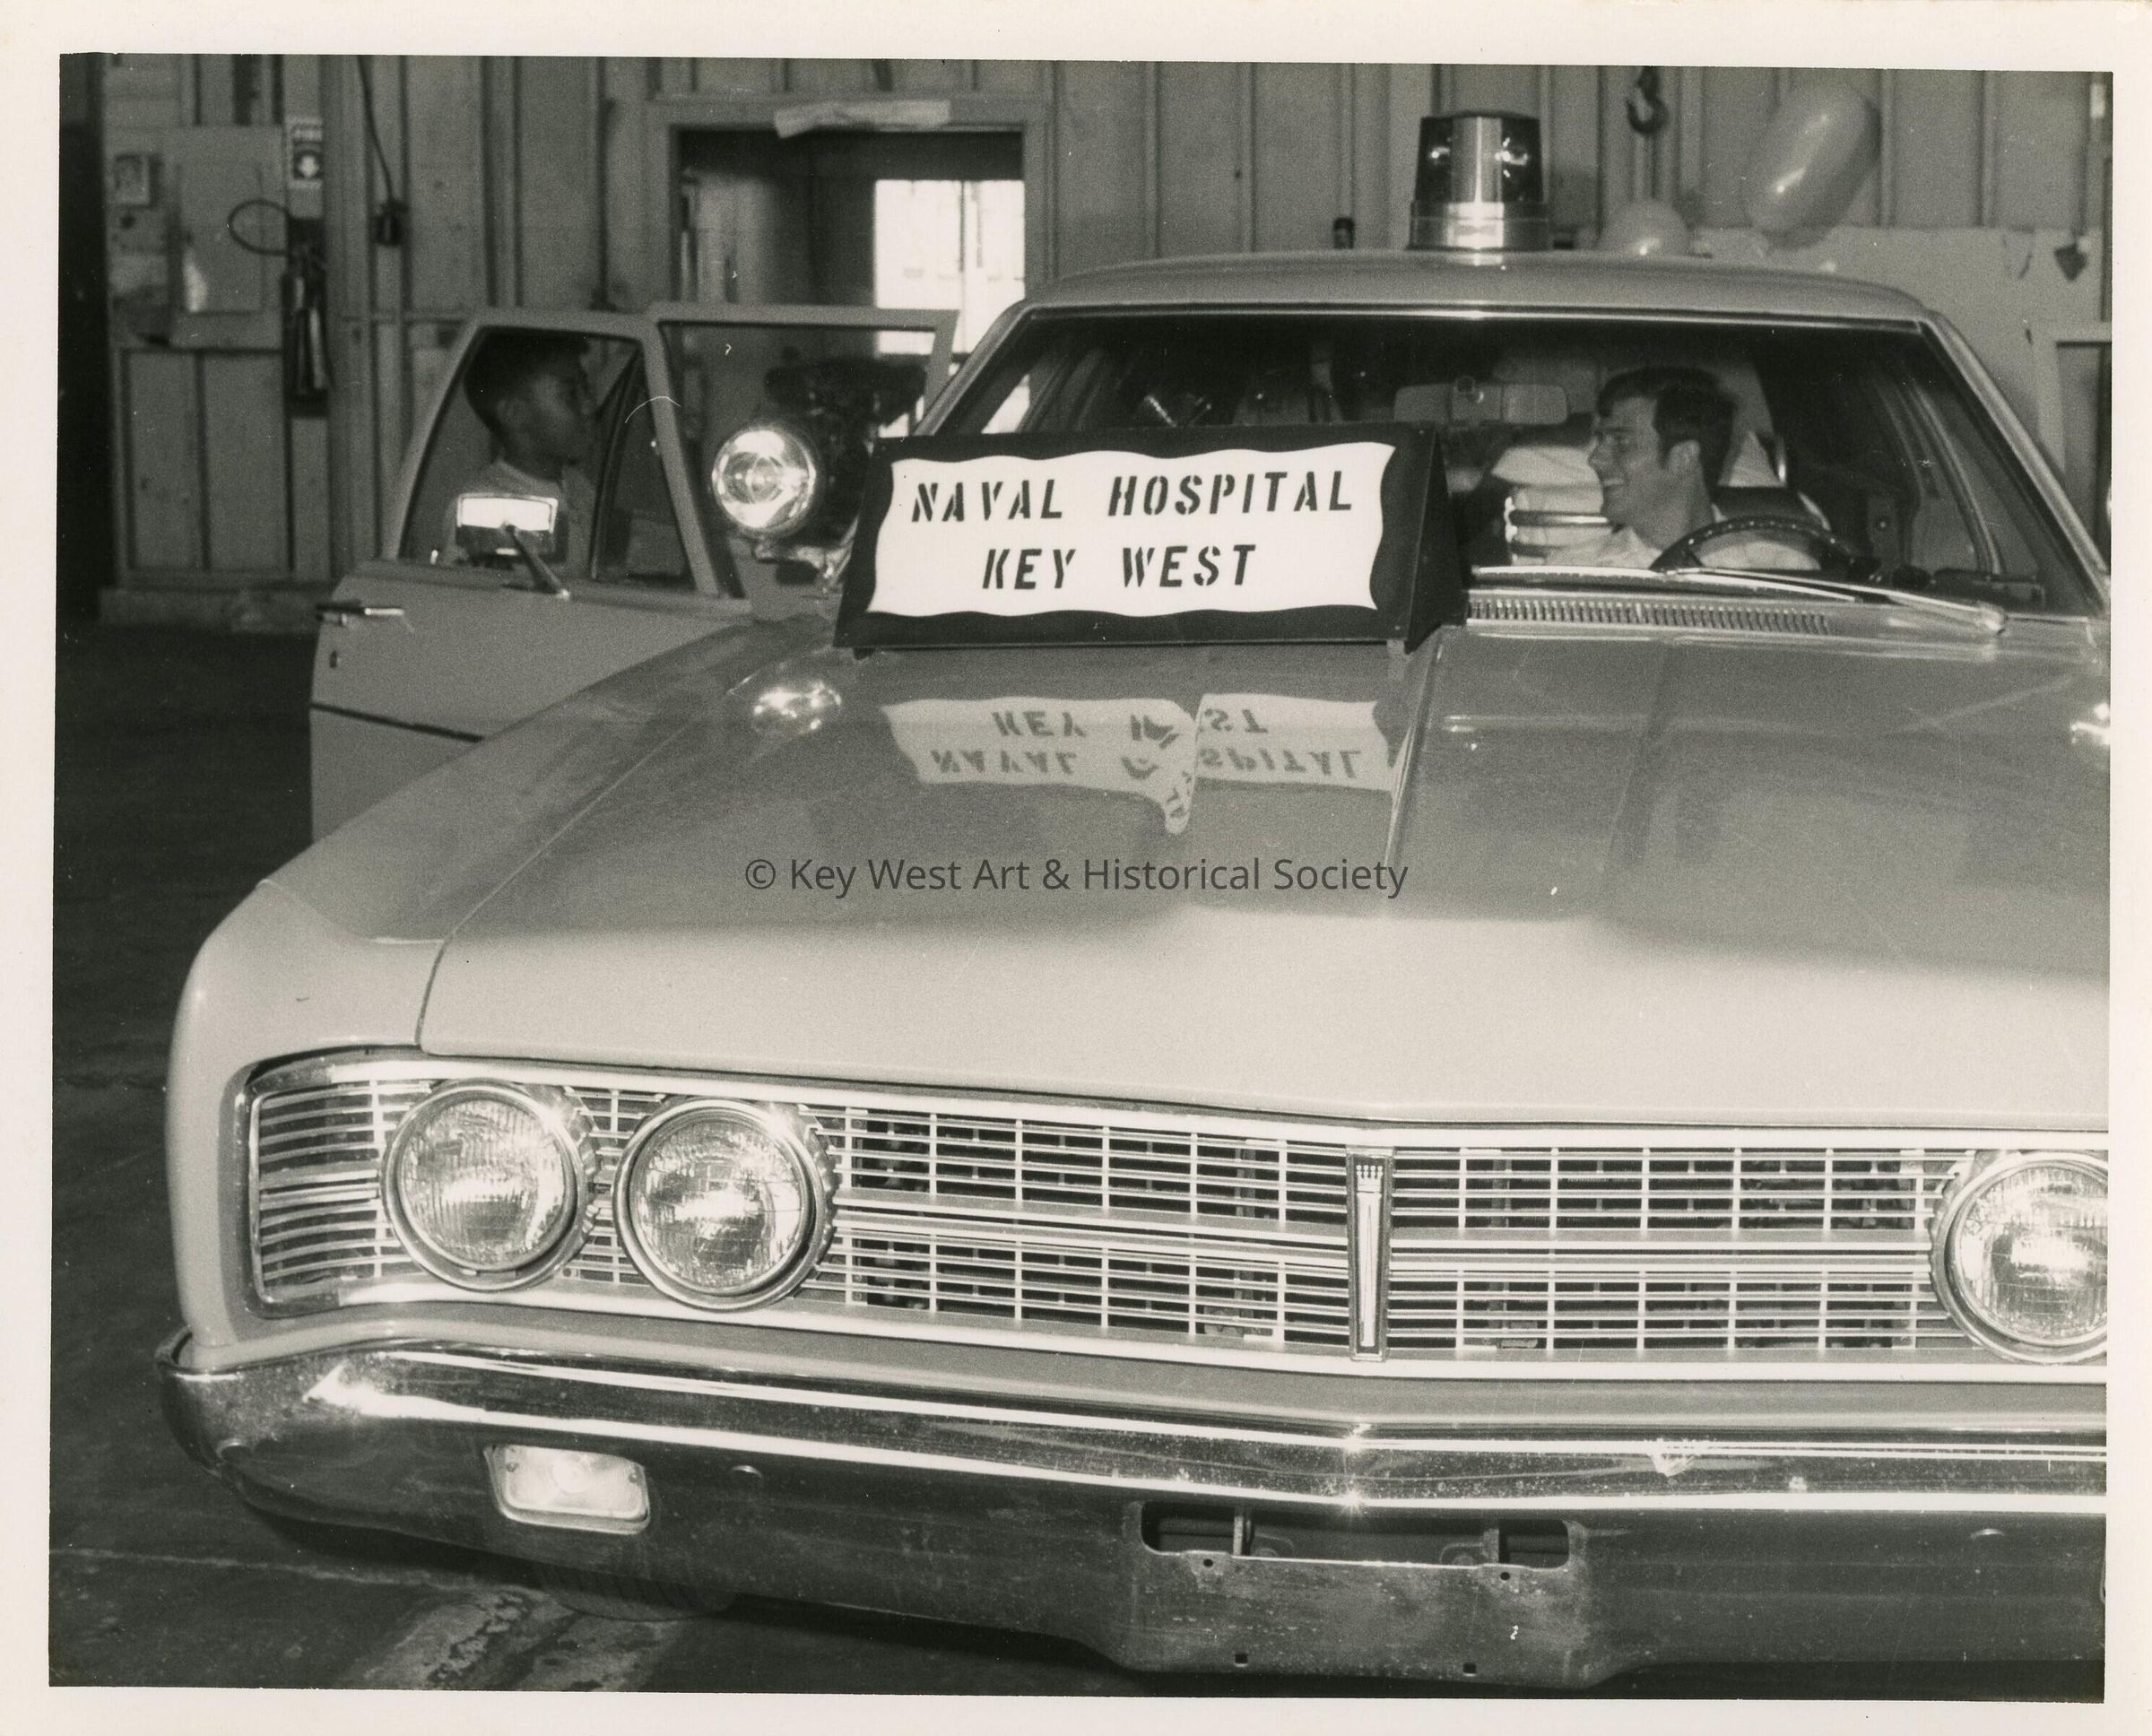 NAVAL HOSPITAL
KEY WEST
© Key West Art & Historical Society